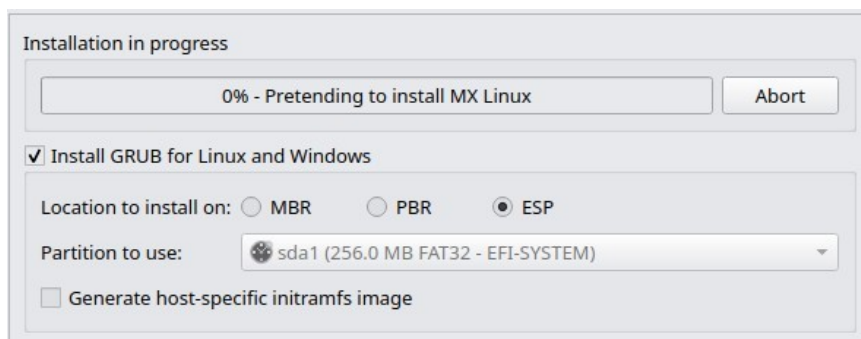 Installation in progress
0% - Pretending to install MX Linux Abort
Install GRUB for Linux and Windows
Location to install on: MBR PBR ESP
Partition to use: sda1 (256.0 MB FAT32 - EFI-SYSTEM)
Generate host-specific initramfs image